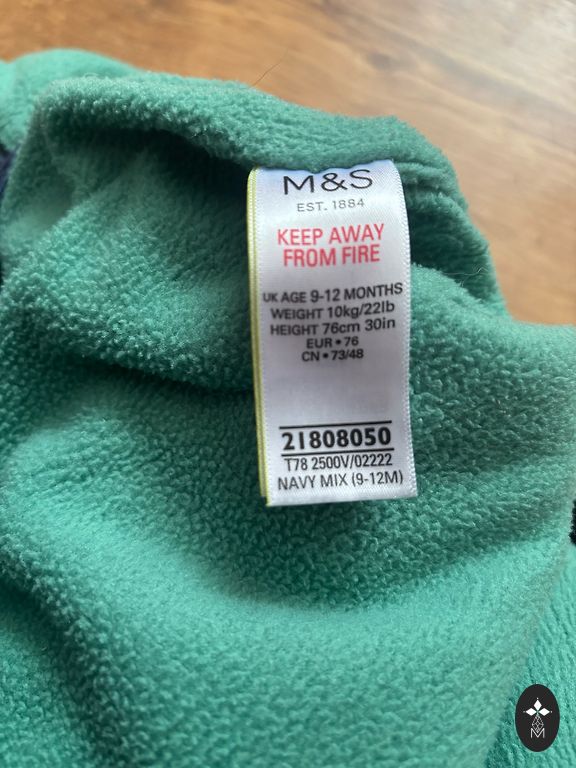 M&S
EST. 1884
KEEP AWAY
FROM FIRE
UK AGE 9-12 MONTHS
WEIGHT 10kg/22lb
HEIGHT 76cm 30in
EUR • 76
CN • 73/48
21808050
T78 2500V/02222
NAVY MIX (9-12M)
M